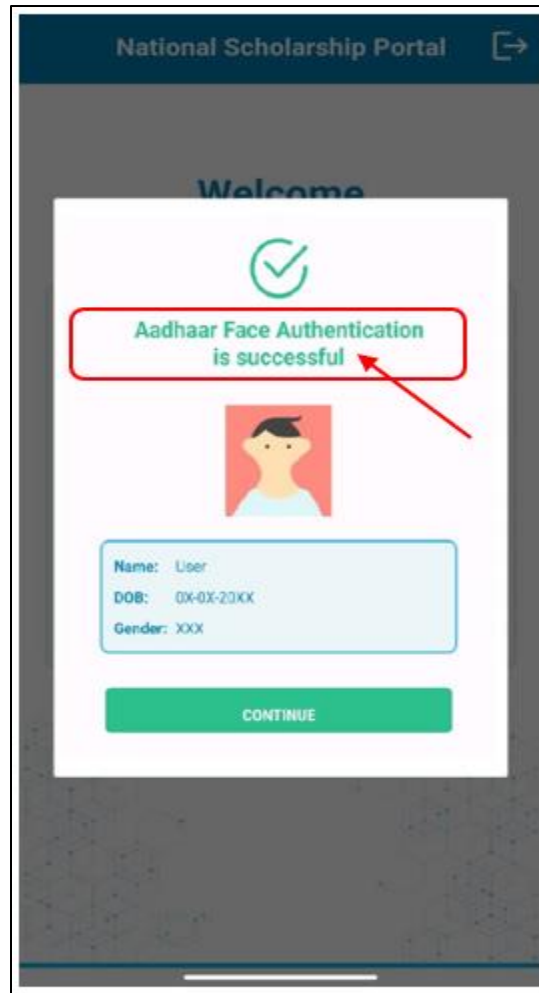 National Scholarship Portal
Welcome
Aadhaar Face Authentication
is successful
Name: User
DOB: 0X-0X-20XX
Gender: XXX
CONTINUE